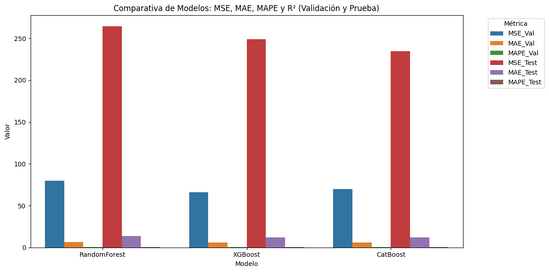 Comparativa de Modelos: MSE, MAE, MAPE y R² (Validación y Prueba)
Valor
250
200
150
100
50
0
RandomForest
XGBoost
CatBoost
Modelo
Métrica
MSE_Val
MAE_Val
MAPE_Val
MSE_Test
MAE_Test
MAPE_Test